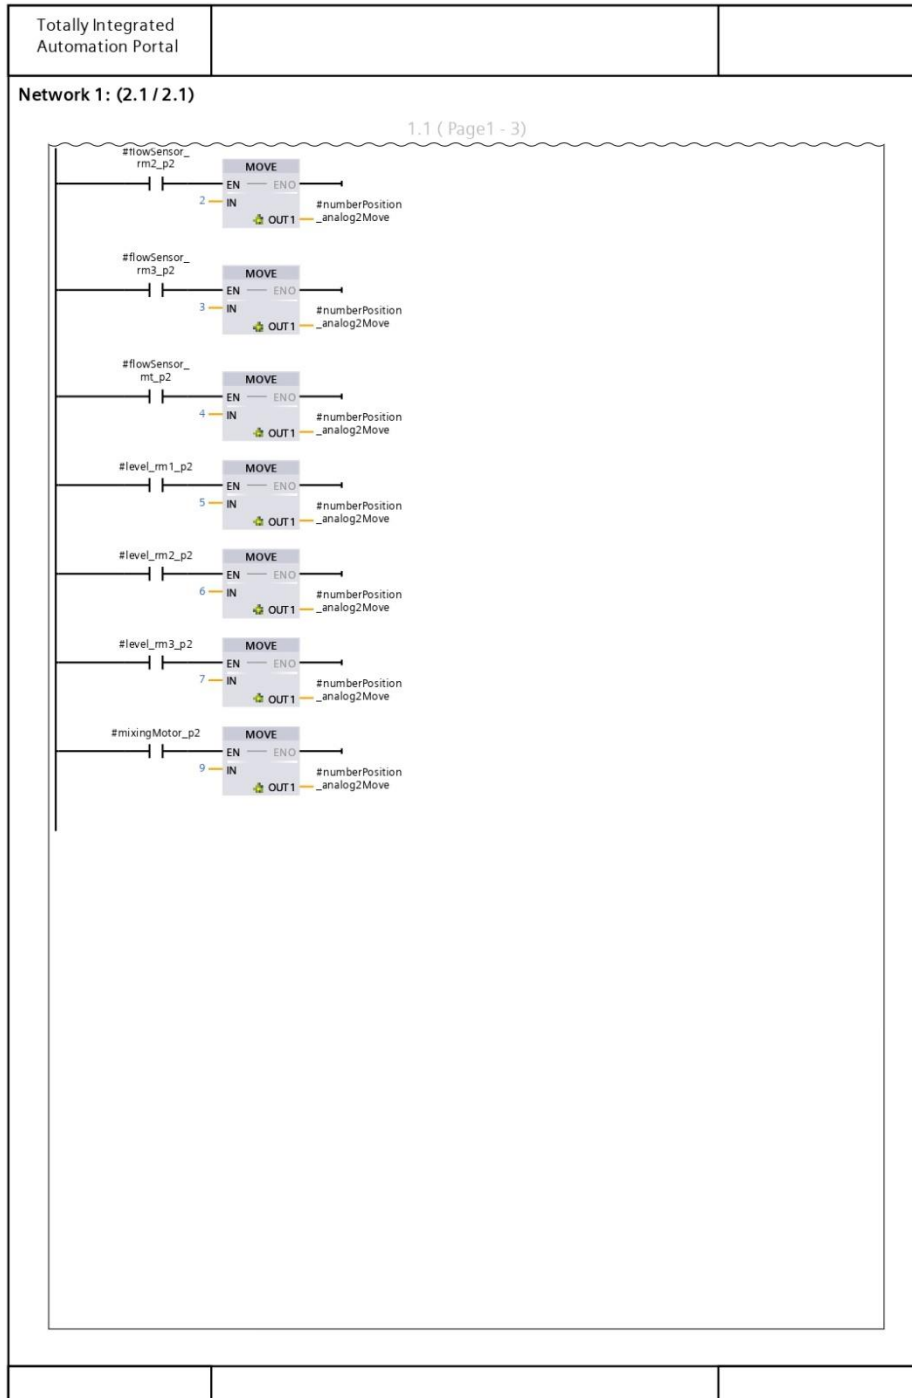 Totally Integrated
Automation Portal
Network 1: (2.1 / 2.1)
1.1 ( Page1 - 3)
#flowSensor_
rm2_p2
MOVE
EN ENO
2 IN
#numberPosition
OUT1 _analog2Move
#flowSensor_
rm3_p2
MOVE
EN ENO
3 IN
#numberPosition
OUT1 _analog2Move
#flowSensor_
mt_p2
MOVE
EN ENO
4 IN
#numberPosition
OUT1 _analog2Move
#level_rm1_p2
MOVE
EN ENO
5 IN
#numberPosition
OUT1 _analog2Move
#level_rm2_p2
MOVE
EN ENO
6 IN
#numberPosition
OUT1 _analog2Move
#level_rm3_p2
MOVE
EN ENO
7 IN
#numberPosition
OUT1 _analog2Move
#mixingMotor_p2
MOVE
EN ENO
9 IN
#numberPosition
OUT1 _analog2Move